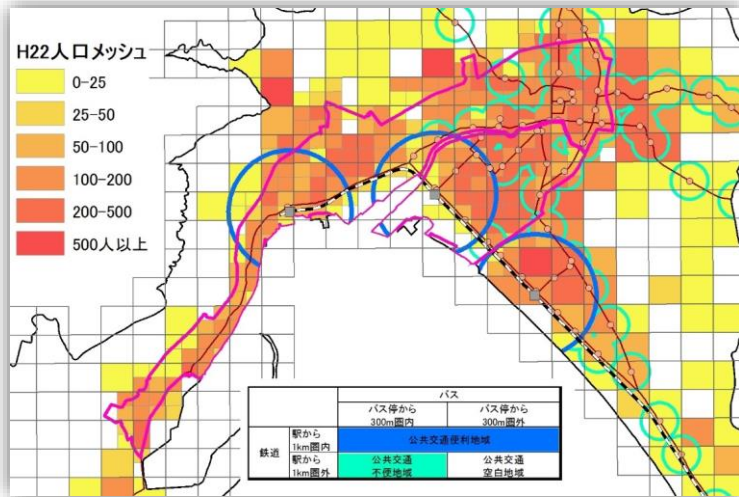 H22人口メッシュ
0-25
25-50
50-100
100-200
200-500
500人以上
バス
バス停から
300m圏内
バス停から
300m圏外
鉄道
駅から
1km圏内
公共交通便利地域
駅から
1km圏外
公共交通
不便地域
公共交通
空白地域